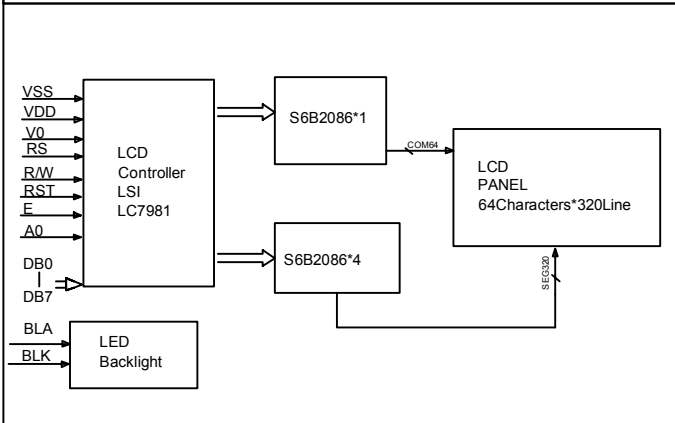 VSS
VDD
V0
RS
R/W
RST
E
A0
DB0
DB7
LCD
Controller
LSI
LC7981
S6B2086*1
COM64
LCD
PANEL
64Characters*320Line
S6B2086*4
SEG320
BLA
BLK
LED
Backlight